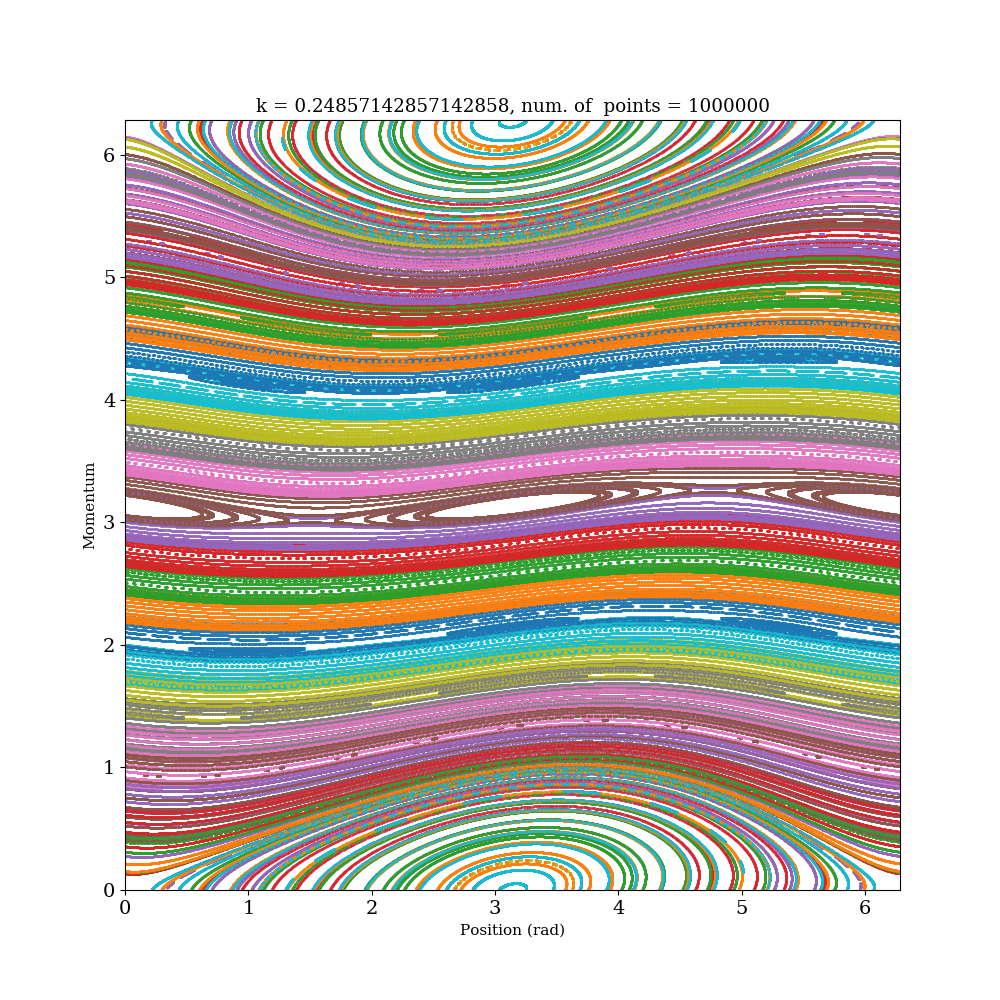 k = 0.24857142857142858, num. of  points = 1000000
6
5
4
3
2
1
0
Momentum
0 1 2 3 4 5 6
Position (rad)